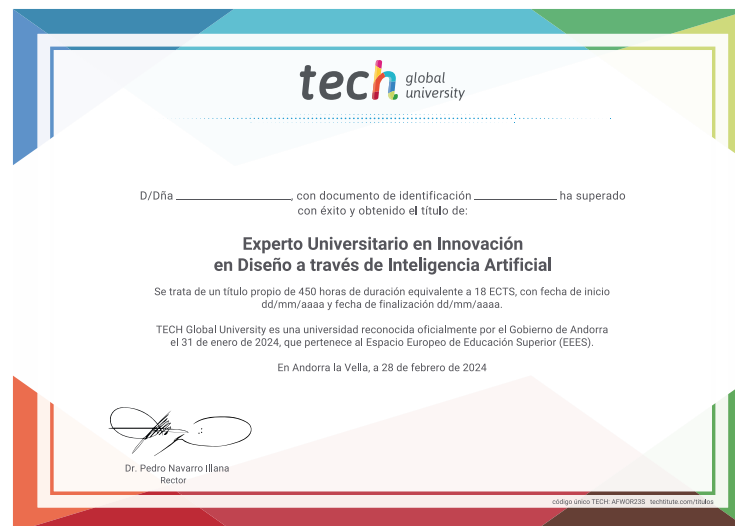 tech global
university
D/Dña ____________________, con documento de identificación ______________ ha superado
con éxito y obtenido el título de:
Experto Universitario en Innovación
en Diseño a través de Inteligencia Artificial
Se trata de un título propio de 450 horas de duración equivalente a 18 ECTS, con fecha de inicio
dd/mm/aaaa y fecha de finalización dd/mm/aaaa.
TECH Global University es una universidad reconocida oficialmente por el Gobierno de Andorra
el 31 de enero de 2024, que pertenece al Espacio Europeo de Educación Superior (EEES).
En Andorra la Vella, a 28 de febrero de 2024
Dr. Pedro Navarro Illana
Rector
código único TECH: AFWOR23S techtitute.com/titulos